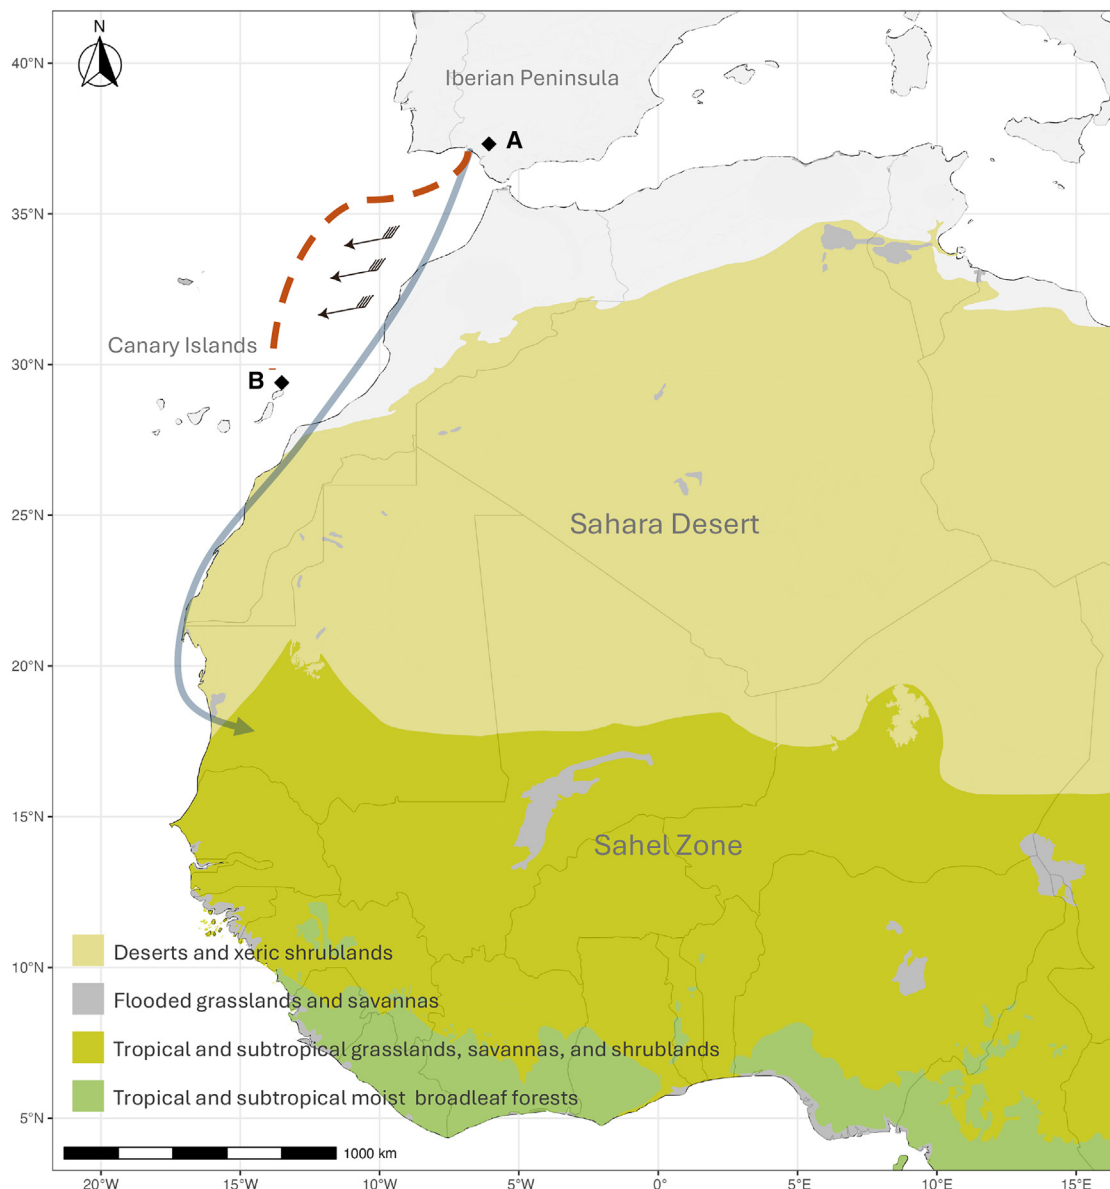 N
40°N
Iberian Peninsula
A
35°N
Canary Islands
30°N
B
25°N
Sahara Desert
20°N
15°N
Sahel Zone
Deserts and xeric shrublands
10°N
Flooded grasslands and savannas
Tropical and subtropical grasslands, savannas, and shrublands
Tropical and subtropical moist broadleaf forests
5°N
1000 km
20°W 15°W 10°W 5°W 0° 5°E 10°E 15°E